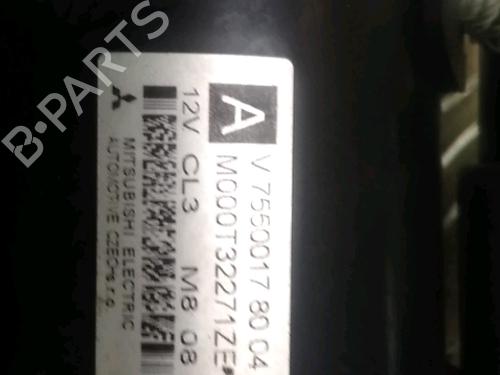 A
V 7550017 80 04
M000T32271ZE*
12V CL3 M8 08
MITSUBISHI ELECTRIC
AUTOMOTIVE CZECH s.r.o.
B-PARTS